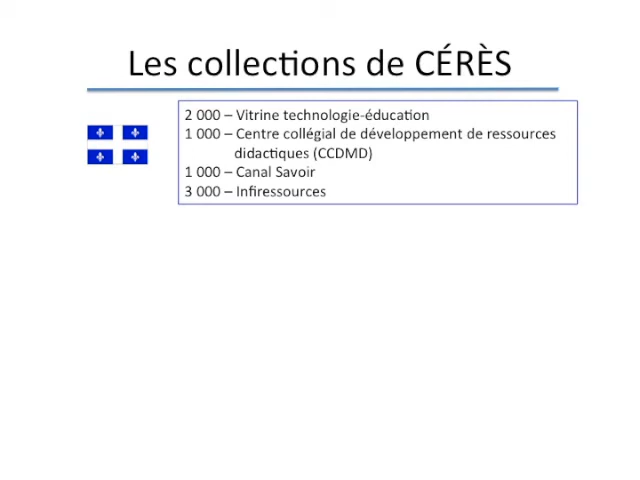 Les collections de CÉRÈS
2 000 – Vitrine technologie-éducation
1 000 – Centre collégial de développement de ressources
didactiques (CCDMD)
1 000 – Canal Savoir
3 000 – Infiressources